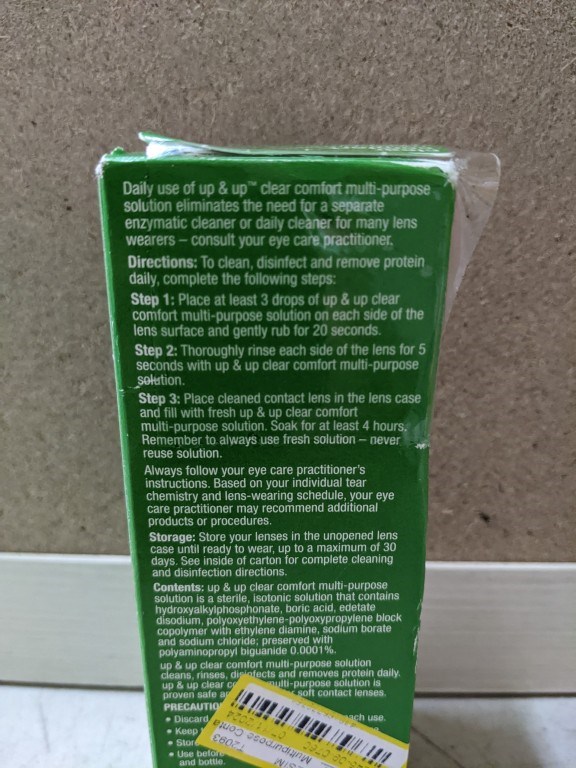 Daily use of up & up™ clear comfort multi-purpose
solution eliminates the need for a separate
enzymatic cleaner or daily cleaner for many lens
wearers – consult your eye care practitioner.
Directions: To clean, disinfect and remove protein
daily, complete the following steps:
Step 1: Place at least 3 drops of up & up clear
comfort multi-purpose solution on each side of the
lens surface and gently rub for 20 seconds.
Step 2: Thoroughly rinse each side of the lens for 5
seconds with up & up clear comfort multi-purpose
solution.
Step 3: Place cleaned contact lens in the lens case
and fill with fresh up & up clear comfort
multi-purpose solution. Soak for at least 4 hours.
Remember to always use fresh solution – never
reuse solution.
Always follow your eye care practitioner's
instructions. Based on your individual tear
chemistry and lens-wearing schedule, your eye
care practitioner may recommend additional
products or procedures.
Storage: Store your lenses in the unopened lens
case until ready to wear, up to a maximum of 30
days. See inside of carton for complete cleaning
and disinfection directions.
Contents: up & up clear comfort multi-purpose
solution is a sterile, isotonic solution that contains
hydroxyalkylphosphonate, boric acid, edetate
disodium, polyoxyethylene-polyoxypropylene block
copolymer with ethylene diamine, sodium borate
and sodium chloride; preserved with
polyaminopropyl biguanide 0.0001%.
up & up clear comfort multi-purpose solution
cleans, rinses, disinfects and removes protein daily.
up & up clear multi-purpose solution is
proven safe soft contact lenses.
PRECAUTIO
• Discard each use.
• Keep
• Store
• Use before
and bottle.
T2093
Multipurpose Conta